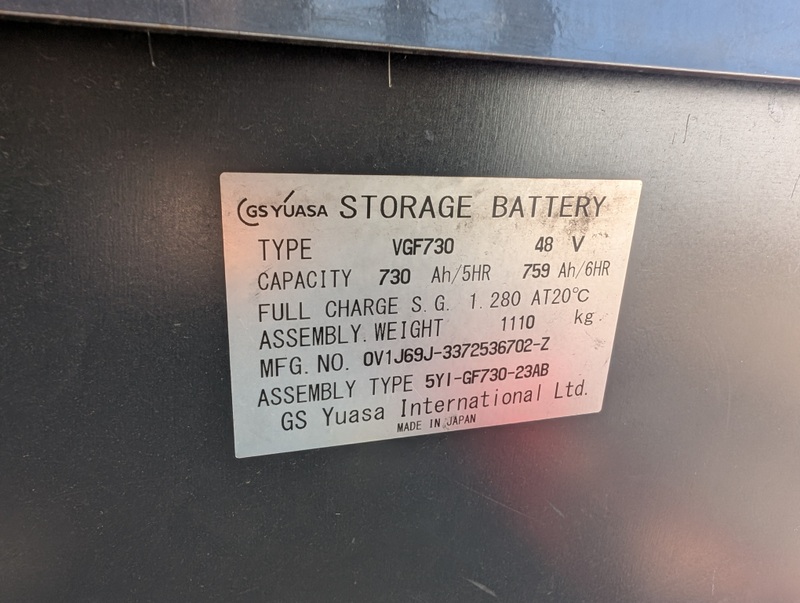 GS YUASA STORAGE BATTERY
TYPE VGF730 48 V
CAPACITY 730 Ah/5HR 759 Ah/6HR
FULL CHARGE S.G. 1.280 AT20℃
ASSEMBLY.WEIGHT 1110 kg
MFG.NO. 0V1J69J-3372536702-Z
ASSEMBLY TYPE 5YI-GF730-23AB
GS Yuasa International Ltd.
MADE IN JAPAN